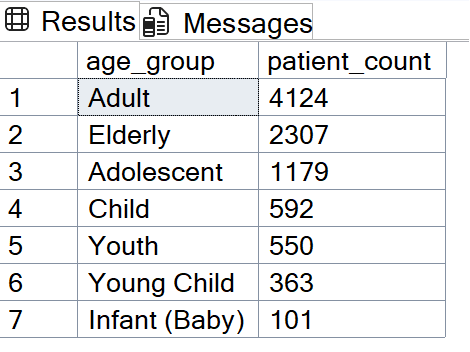 Results Messages
age_group patient_count
1 Adult 4124
2 Elderly 2307
3 Adolescent 1179
4 Child 592
5 Youth 550
6 Young Child 363
7 Infant (Baby) 101